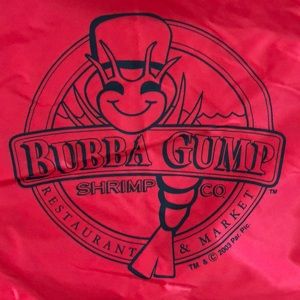 BUBBA GUMP
SHRIMP CO
TM
RESTAURANT & MARKET
TM & © 2003 Par. Pic.